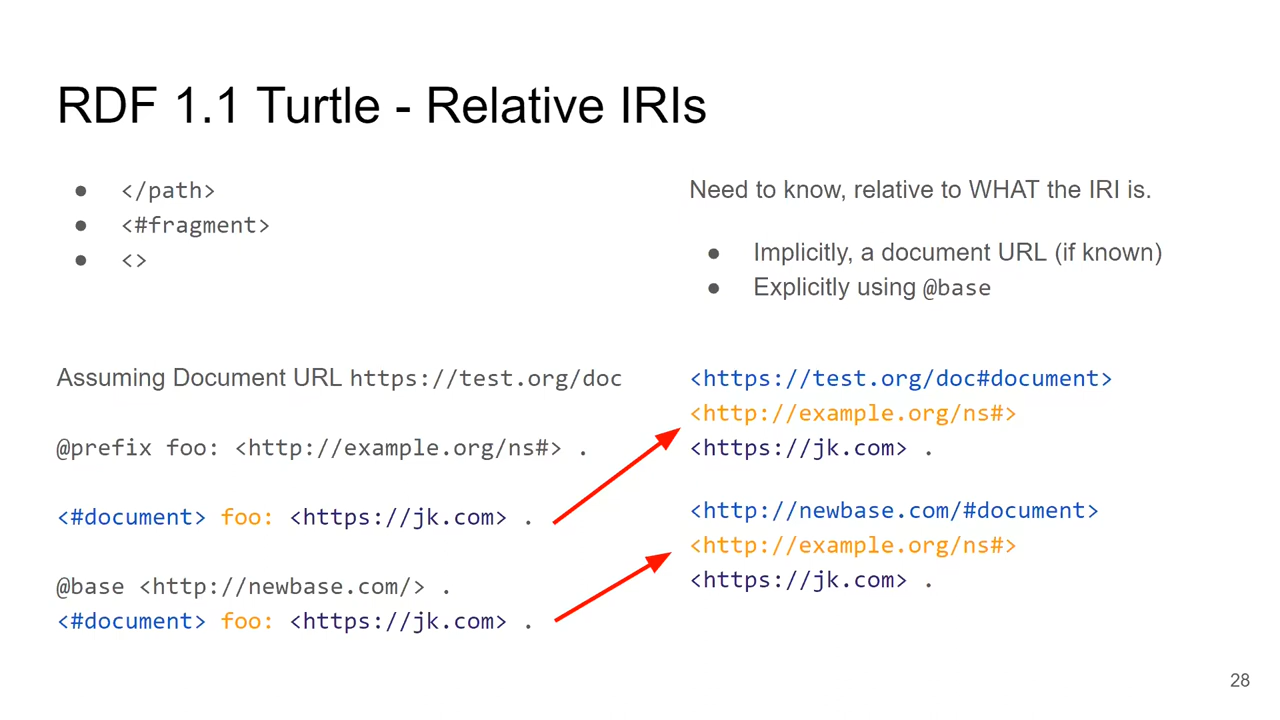 RDF 1.1 Turtle - Relative IRIs
● </path>
● <#fragment>
● <>
Need to know, relative to WHAT the IRI is.
● Implicitly, a document URL (if known)
● Explicitly using @base
Assuming Document URL https://test.org/doc
@prefix foo: <http://example.org/ns#> .
<#document> foo: <https://jk.com> .
@base <http://newbase.com/> .
<#document> foo: <https://jk.com> .
<https://test.org/doc#document>
<http://example.org/ns#>
<https://jk.com> .
<http://newbase.com/#document>
<http://example.org/ns#>
<https://jk.com> .
28